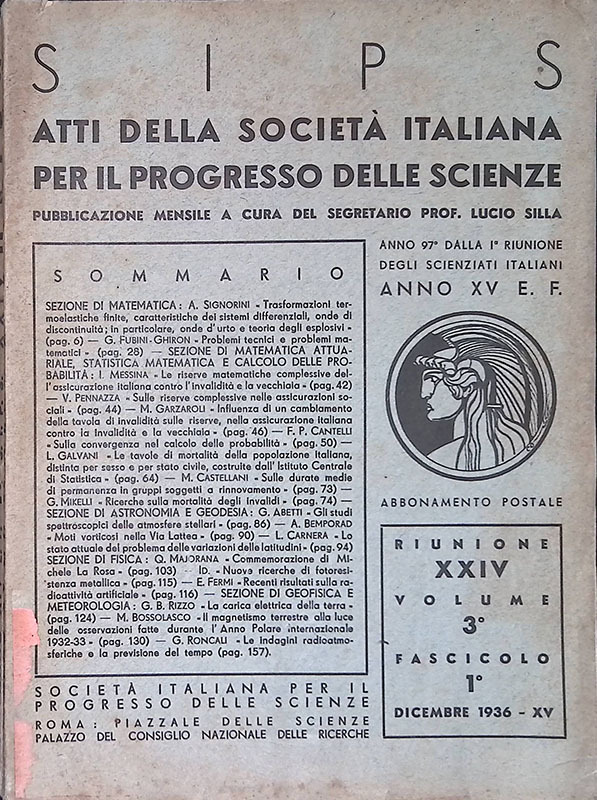 S I P S
ATTI DELLA SOCIETÀ ITALIANA
PER IL PROGRESSO DELLE SCIENZE
PUBBLICAZIONE MENSILE A CURA DEL SEGRETARIO PROF. LUCIO SILLA
SOMMARIO
SEZIONE DI MATEMATICA: A. SIGNORINI - Trasformazioni ter-
moelastiche finite, caratteristiche dei sistemi differenziali, onde di
discontinuità; in particolare, onde d'urto e teoria degli esplosivi -
(pag. 6) — G. FUBINI-GHIRON - Problemi tecnici e problemi ma-
tematici - (pag. 28) — SEZIONE DI MATEMATICA ATTUA-
RIALE, STATISTICA MATEMATICA E CALCOLO DELLE PRO-
BABILITÀ: I. MESSINA - Le riserve matematiche complessive del-
l'assicurazione italiana contro l'invalidità e la vecchiaia - (pag. 42)
— V. PENNAZZA - Sulle riserve complessive nelle assicurazioni so-
ciali - (pag. 44) — M. GARZAROLI - Influenza di un cambiamento
della tavola di invalidità sulle riserve, nella assicurazione italiana
contro la invalidità e la vecchiaia - (pag. 46) — F. P. CANTELLI
- Sulla convergenza nel calcolo delle probabilità - (pag. 50) —
L. GALVANI - Le tavole di mortalità della popolazione italiana,
distinta per sesso e per stato civile, costruite dall'Istituto Centrale
di Statistica - (pag. 64) — M. CASTELLANI - Sulle durate medie
di permanenza in gruppi soggetti a rinnovamento - (pag. 73) —
G. MIKELLI - Ricerche sulla mortalità degli invalidi - (pag. 74) —
SEZIONE DI ASTRONOMIA E GEODESIA: G. ABETTI - Gli studi
spettroscopici delle atmosfere stellari - (pag. 86) — A. BEMPORAD
- Moti vorticosi nella Via Lattea - (pag. 90) — L. CARNERA - Lo
stato attuale del problema delle variazioni delle latitudini - (pag. 94)
SEZIONE DI FISICA: Q. MAJORANA - Commemorazione di Mi-
chele La Rosa - (pag. 103) — ID. - Nuove ricerche di fotoresi-
stenza metallica - (pag. 115) — E. FERMI - Recenti risultati sulla ra-
dioattività artificiale - (pag. 116) — SEZIONE DI GEOFISICA E
METEOROLOGIA: G. B. RIZZO - La carica elettrica della terra -
(pag. 124) — M. BOSSOLASCO - Il magnetismo terrestre alla luce
delle osservazioni fatte durante l'Anno Polare internazionale
1932-33 - (pag. 130) — G. RONCALI - Le indagini radioatmo-
sferiche e la previsione del tempo (pag. 157).
ANNO 97° DALLA Iª RIUNIONE
DEGLI SCIENZIATI ITALIANI
ANNO XV E. F.
ABBONAMENTO POSTALE
RIUNIONE
XXIV
VOLUME
3°
FASCICOLO
1°
DICEMBRE 1936 - XV
SOCIETÀ ITALIANA PER IL
PROGRESSO DELLE SCIENZE
ROMA: PIAZZALE DELLE SCIENZE
PALAZZO DEL CONSIGLIO NAZIONALE DELLE RICERCHE